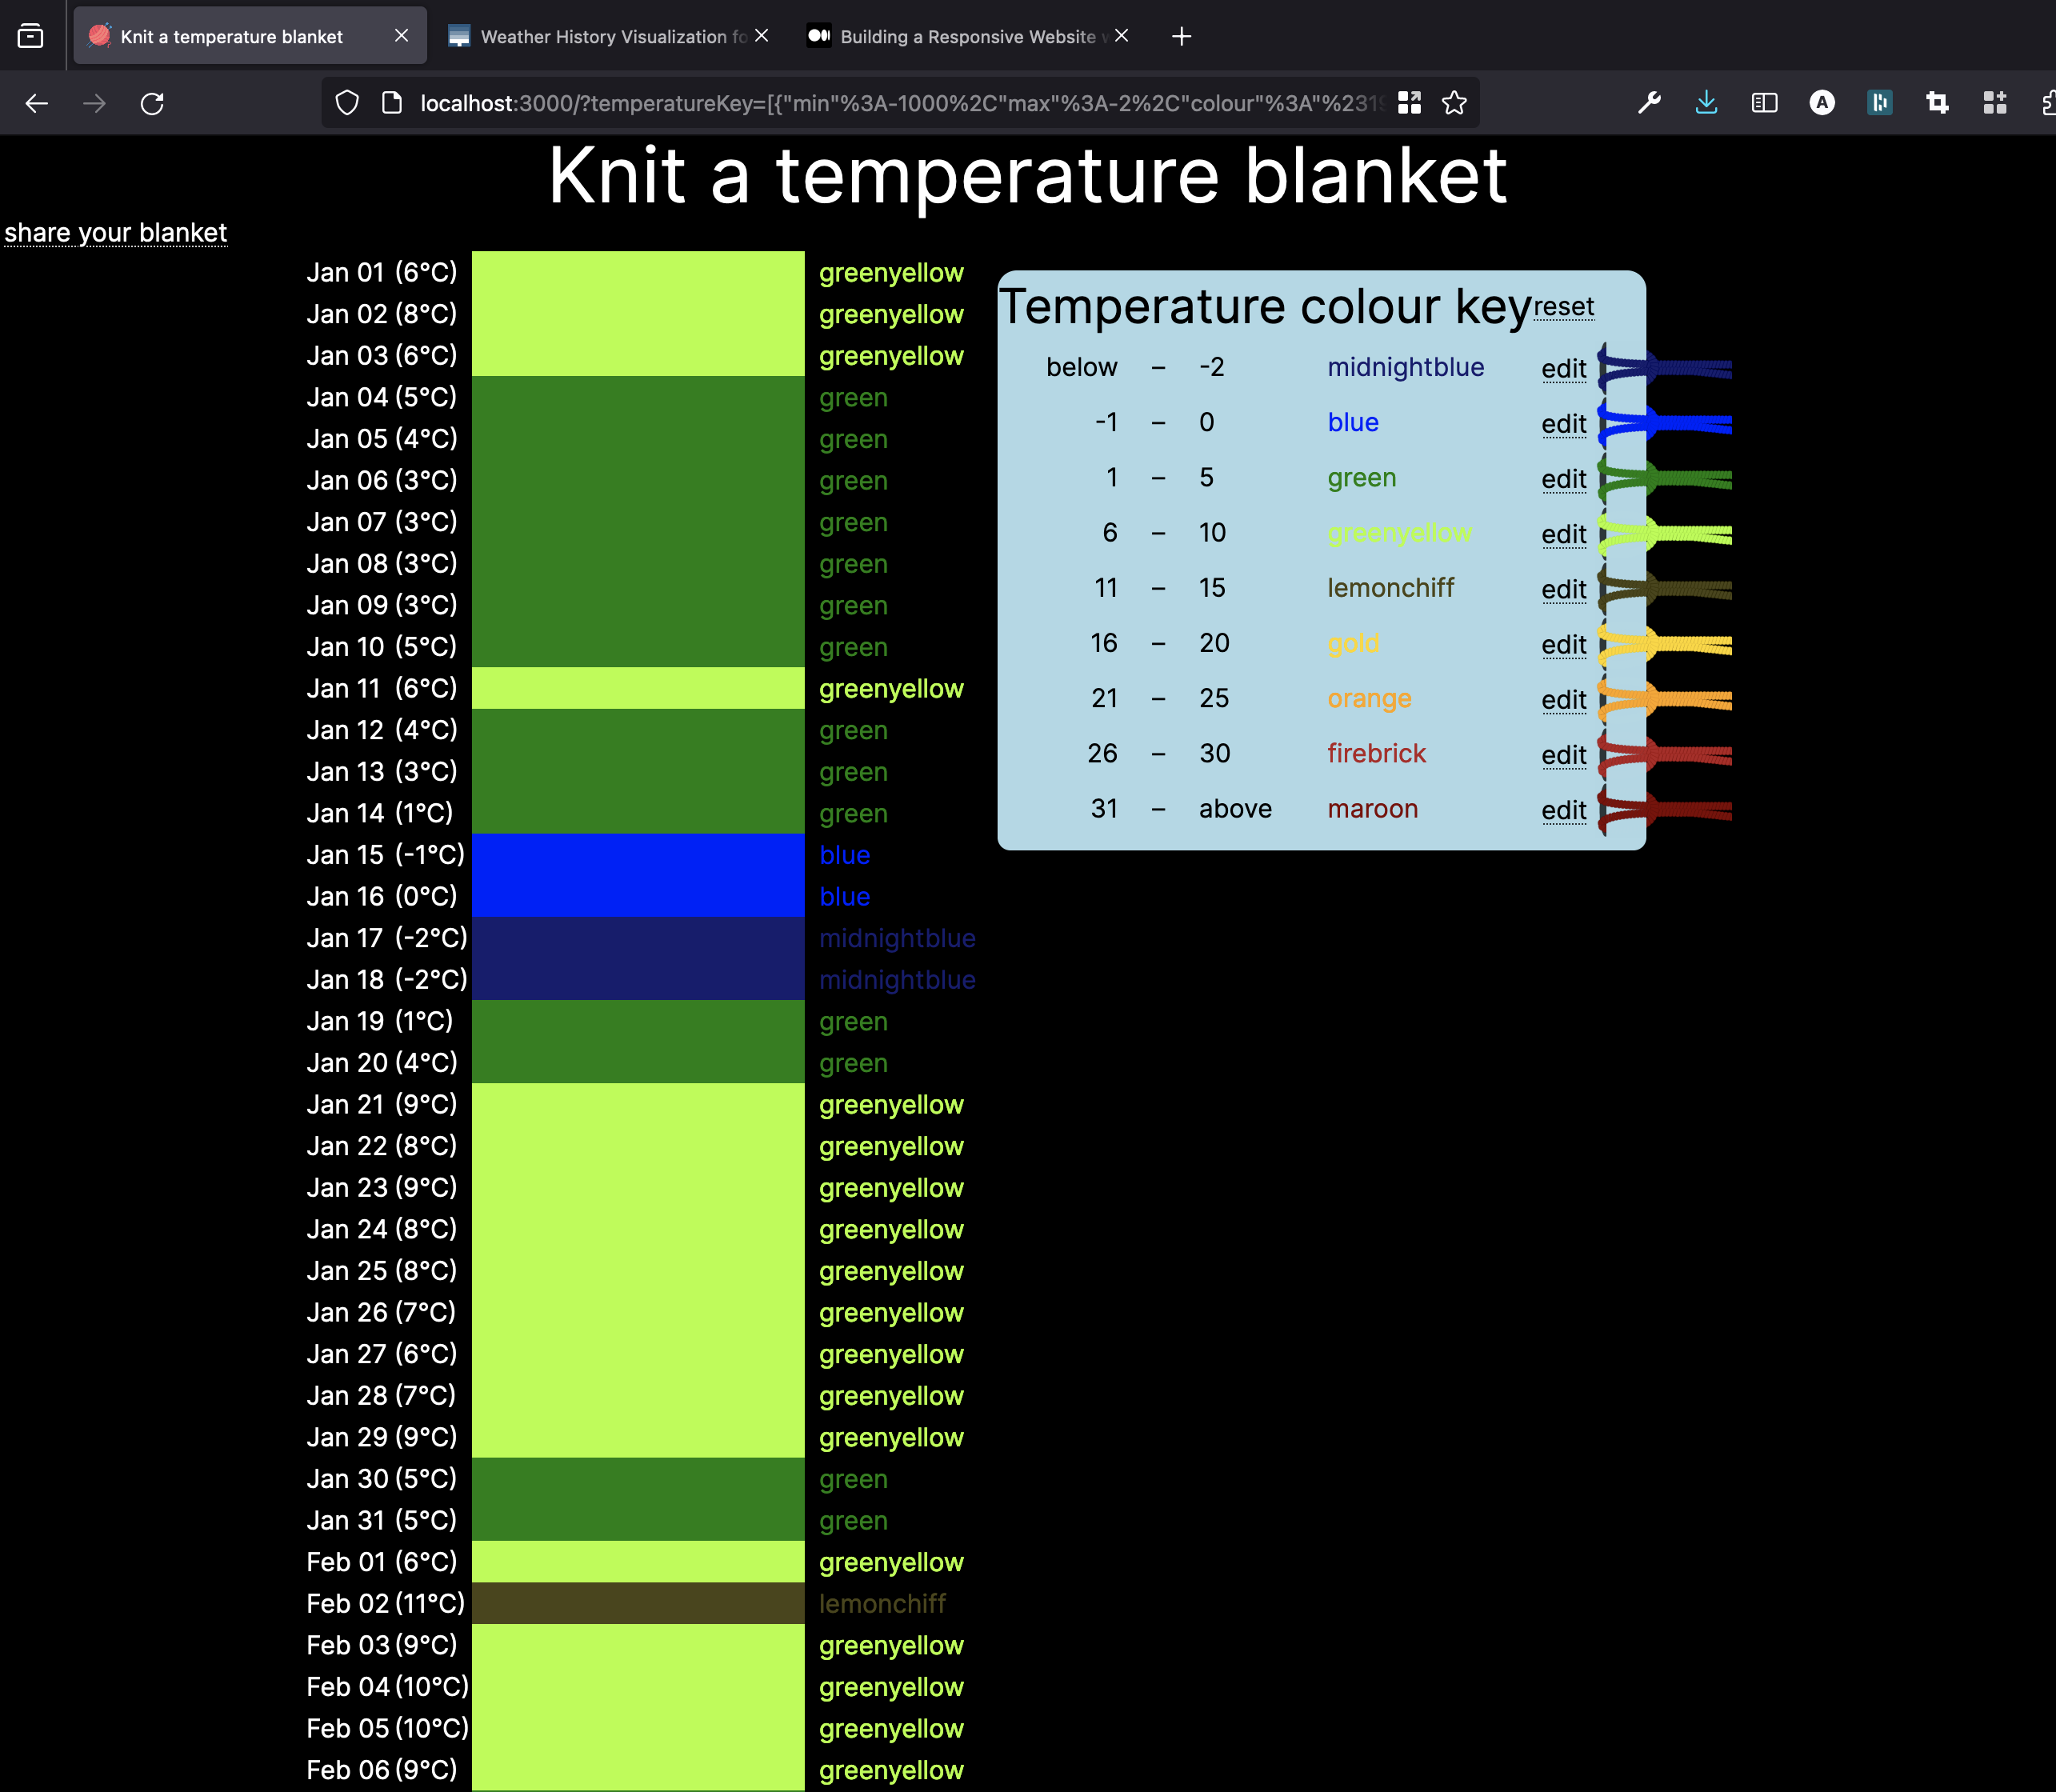 Knit a temperature blanket
Weather History Visualization fo
Building a Responsive Website
localhost:3000/?temperatureKey=[{"min"%3A-1000%2C"max"%3A-2%2C"colour"%3A"%2319
Knit a temperature blanket
share your blanket
Jan 01 (6°C) greenyellow
Jan 02 (8°C) greenyellow
Jan 03 (6°C) greenyellow
Jan 04 (5°C) green
Jan 05 (4°C) green
Jan 06 (3°C) green
Jan 07 (3°C) green
Jan 08 (3°C) green
Jan 09 (3°C) green
Jan 10 (5°C) green
Jan 11 (6°C) greenyellow
Jan 12 (4°C) green
Jan 13 (3°C) green
Jan 14 (1°C) green
Jan 15 (-1°C) blue
Jan 16 (0°C) blue
Jan 17 (-2°C) midnightblue
Jan 18 (-2°C) midnightblue
Jan 19 (1°C) green
Jan 20 (4°C) green
Jan 21 (9°C) greenyellow
Jan 22 (8°C) greenyellow
Jan 23 (9°C) greenyellow
Jan 24 (8°C) greenyellow
Jan 25 (8°C) greenyellow
Jan 26 (7°C) greenyellow
Jan 27 (6°C) greenyellow
Jan 28 (7°C) greenyellow
Jan 29 (9°C) greenyellow
Jan 30 (5°C) green
Jan 31 (5°C) green
Feb 01 (6°C) greenyellow
Feb 02 (11°C) lemonchiff
Feb 03 (9°C) greenyellow
Feb 04 (10°C) greenyellow
Feb 05 (10°C) greenyellow
Feb 06 (9°C) greenyellow
Temperature colour key reset
below – -2 midnightblue edit
-1 – 0 blue edit
1 – 5 green edit
6 – 10 greenyellow edit
11 – 15 lemonchiff edit
16 – 20 gold edit
21 – 25 orange edit
26 – 30 firebrick edit
31 – above maroon edit